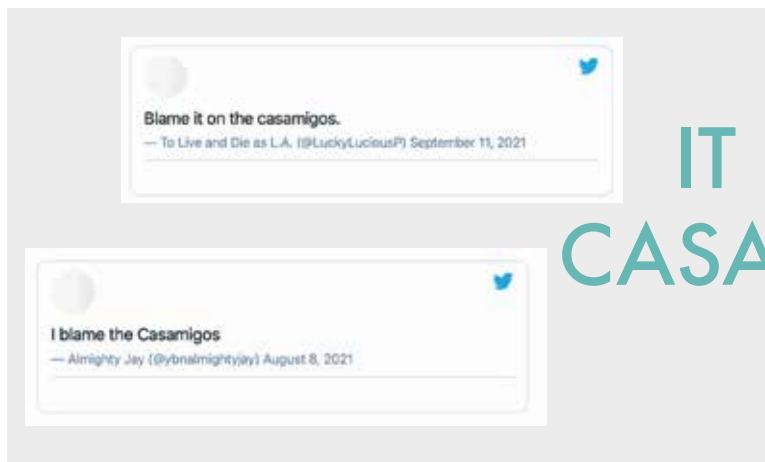 Blame it on the casamigos.
— To Live and Die as L.A. (@LuckyLuciousP) September 11, 2021
IT
CASA
I blame the Casamigos
— Almighty Jay (@ybnalmightyjay) August 8, 2021